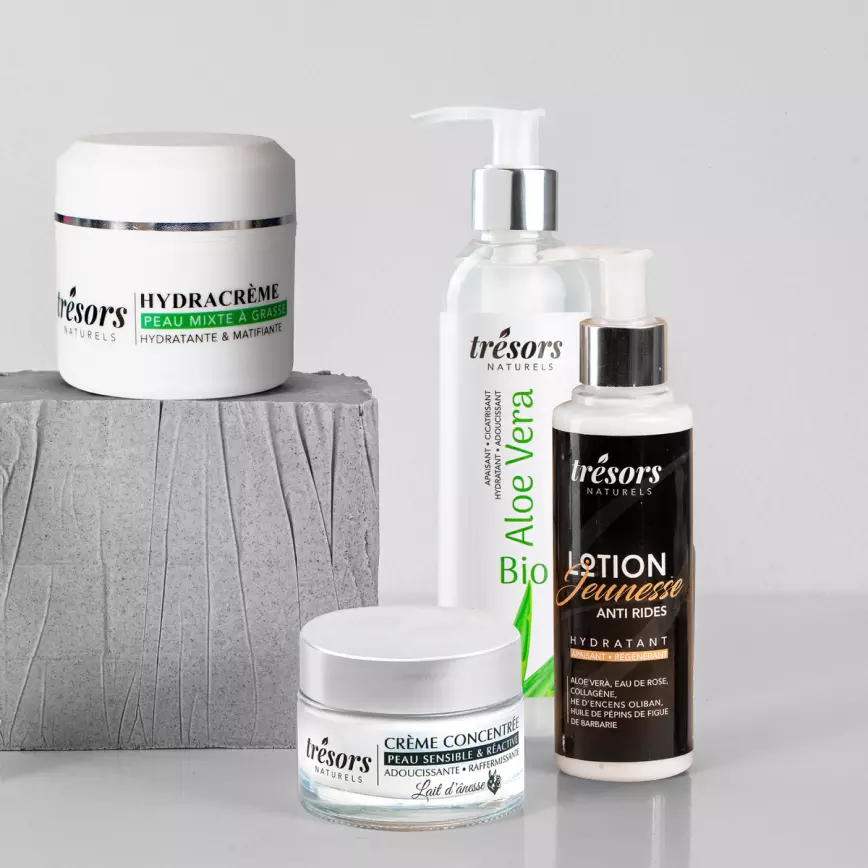 trésors
NATURELS
HYDRACRÈME
PEAU MIXTE À GRASSE
HYDRATANTE & MATIFIANTE
trésors
NATURELS
APAISANT • CICATRISANT
HYDRATANT • ADOUCISSANT
Bio Aloe Vera
trésors
NATURELS
LOTION
Jeunesse
ANTI RIDES
HYDRATANT
APAISANT • RÉGÉNÉRANT
ALOE VERA, EAU DE ROSE,
COLLAGÈNE,
HE D'ENCENS OLIBAN,
HUILE DE PÉPINS DE FIGUE
DE BARBARIE
trésors
NATURELS
CRÈME CONCENTRÉE
PEAU SENSIBLE & RÉACTIVE
ADOUCISSANTE • RAFFERMISSANTE
Lait d'ânesse